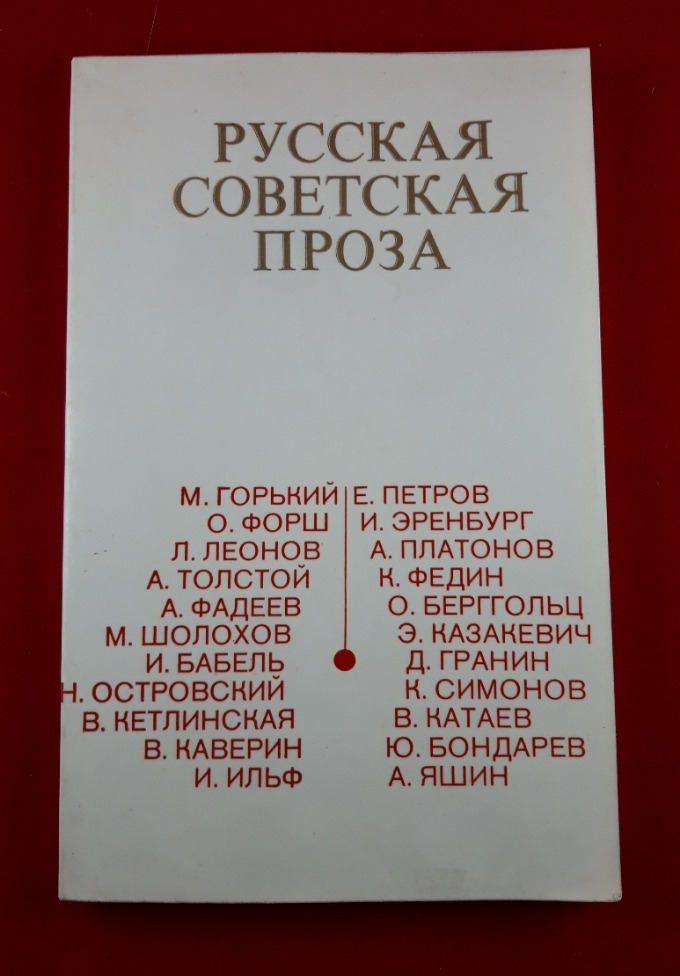 РУССКАЯ
СОВЕТСКАЯ
ПРОЗА
М. ГОРЬКИЙ
О. ФОРШ
Л. ЛЕОНОВ
А. ТОЛСТОЙ
А. ФАДЕЕВ
М. ШОЛОХОВ
И. БАБЕЛЬ
Н. ОСТРОВСКИЙ
В. КЕТЛИНСКАЯ
В. КАВЕРИН
И. ИЛЬФ
Е. ПЕТРОВ
И. ЭРЕНБУРГ
А. ПЛАТОНОВ
К. ФЕДИН
О. БЕРГГОЛЬЦ
Э. КАЗАКЕВИЧ
Д. ГРАНИН
К. СИМОНОВ
В. КАТАЕВ
Ю. БОНДАРЕВ
А. ЯШИН